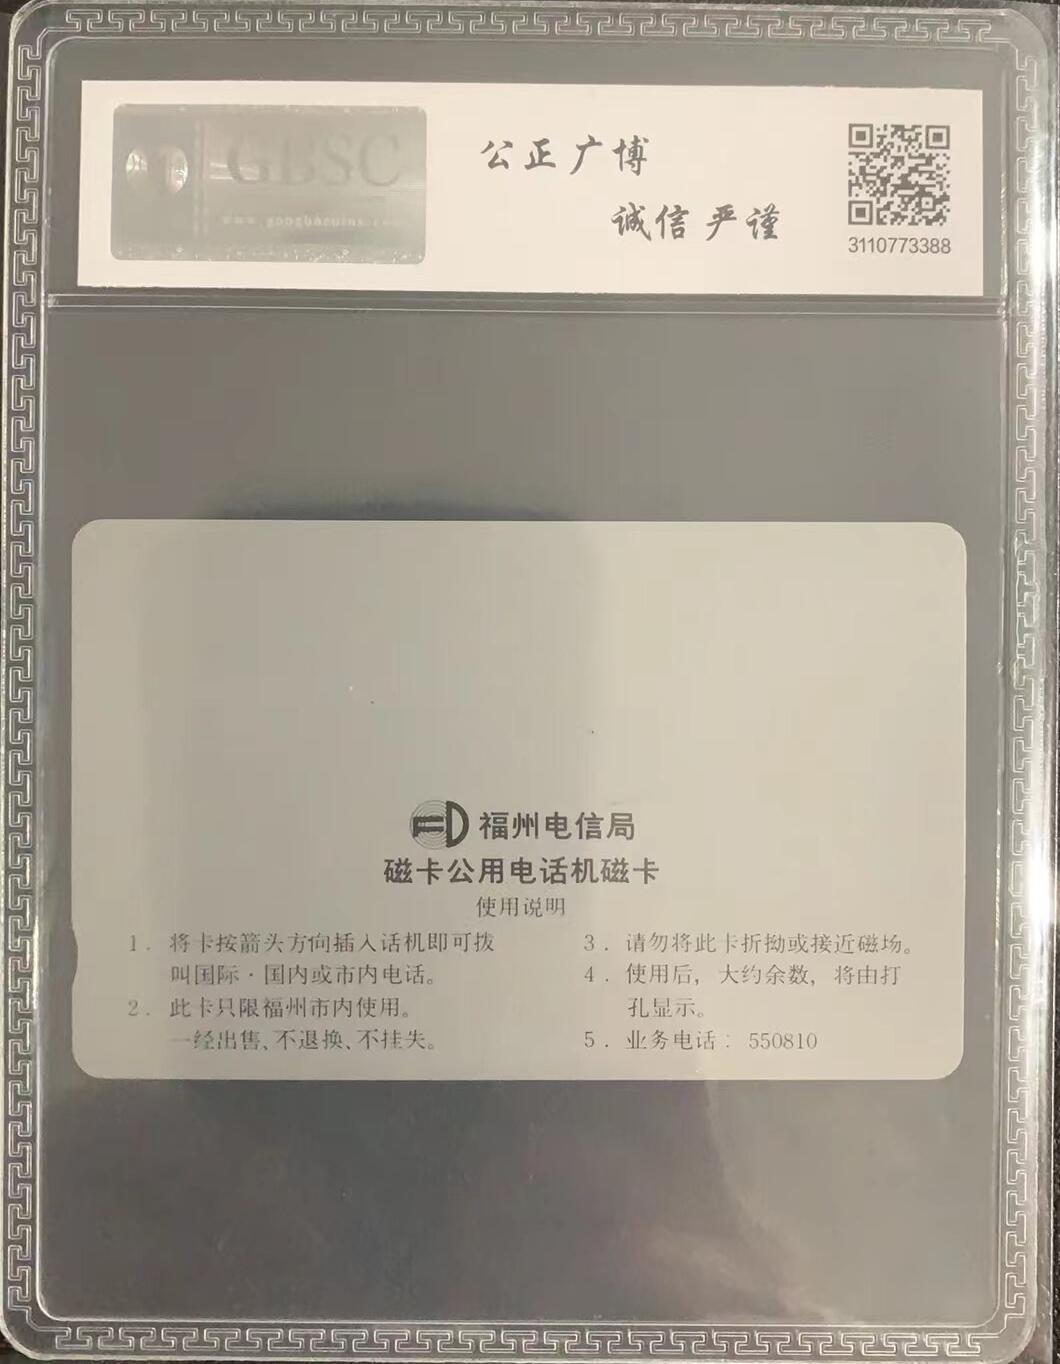 GBSC
公正广博
诚信严谨
3110773388
福州电信局
磁卡公用电话机磁卡
使用说明
1．将卡按箭头方向插入话机即可拨
叫国际·国内或市内电话。
2．此卡只限福州市内使用。
一经出售、不退换、不挂失。
3．请勿将此卡折拗或接近磁场。
4．使用后，大约余数，将由打
孔显示。
5．业务电话：550810